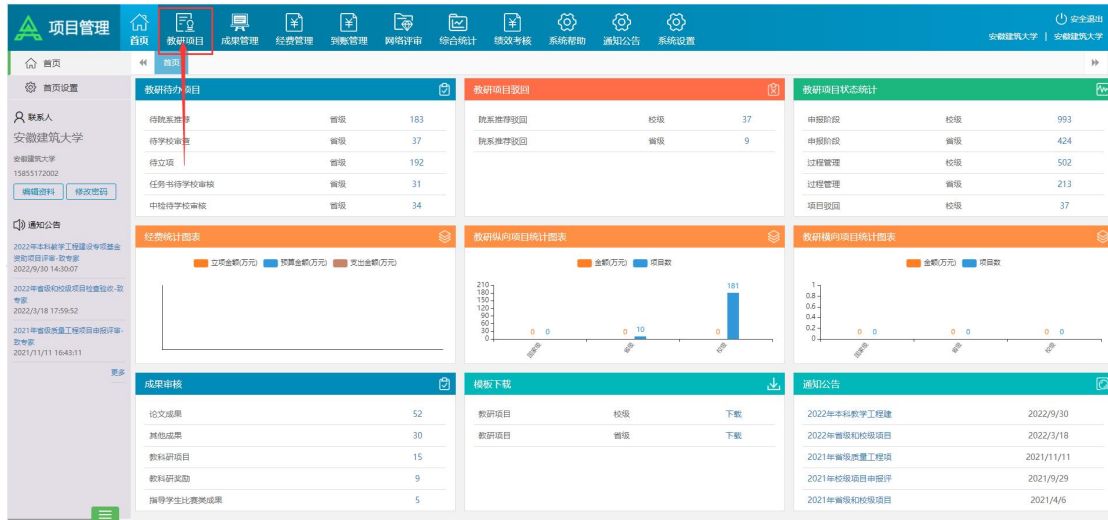 项目管理
首页
教研项目
成果管理
经费管理
到账管理
网络评审
综合统计
绩效考核
系统帮助
通知公告
系统设置
安全退出
安徽建筑大学 | 安徽建筑大学
首页
首页设置
联系人
安徽建筑大学
安徽建筑大学
15855172002
编辑资料 修改密码
通知公告
2022年本科教学工程建设专项基金
资助项目评审-致专家
2022/9/30 14:30:07
2022年省级和校级项目检查验收-致
专家
2022/3/18 17:59:52
2021年省级质量工程项目申报评审-
致专家
2021/11/11 16:43:11
更多
首页
教研待办项目
待院系推荐 省级 183
待学校审查 省级 37
待立项 省级 192
任务书待学校审核 省级 31
中检待学校审核 省级 34
教研项目驳回
院系推荐驳回 校级 37
院系推荐驳回 省级 9
教研项目状态统计
申报阶段 校级 993
申报阶段 省级 424
过程管理 校级 502
过程管理 省级 213
项目驳回 校级 37
经费统计图表
立项金额(万元) 预算金额(万元) 支出金额(万元)
教研纵向项目统计图表
金额(万元) 项目数
210
180
150
120
90
60
30
0
0 0
0 10
0 181
国家级 省级 校级
教研横向项目统计图表
金额(万元) 项目数
1
0.8
0.6
0.4
0.2
0
0 0
0 0
国家级 省级 校级
成果审核
论文成果 52
其他成果 30
教科研项目 15
教科研奖励 9
指导学生比赛类成果 5
模板下载
教研项目 校级 下载
教研项目 省级 下载
通知公告
2022年本科教学工程建 2022/9/30
2022年省级和校级项目 2022/3/18
2021年省级质量工程项 2021/11/11
2021年校级项目申报评 2021/9/29
2021年省级和校级项目 2021/4/6